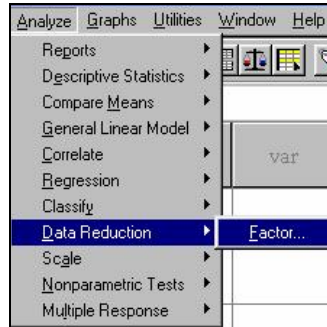 Analyze Graphs Utilities Window Help
Reports
Descriptive Statistics
Compare Means
General Linear Model
Correlate
var
Regression
Classify
Data Reduction
Factor...
Scale
Nonparametric Tests
Multiple Response